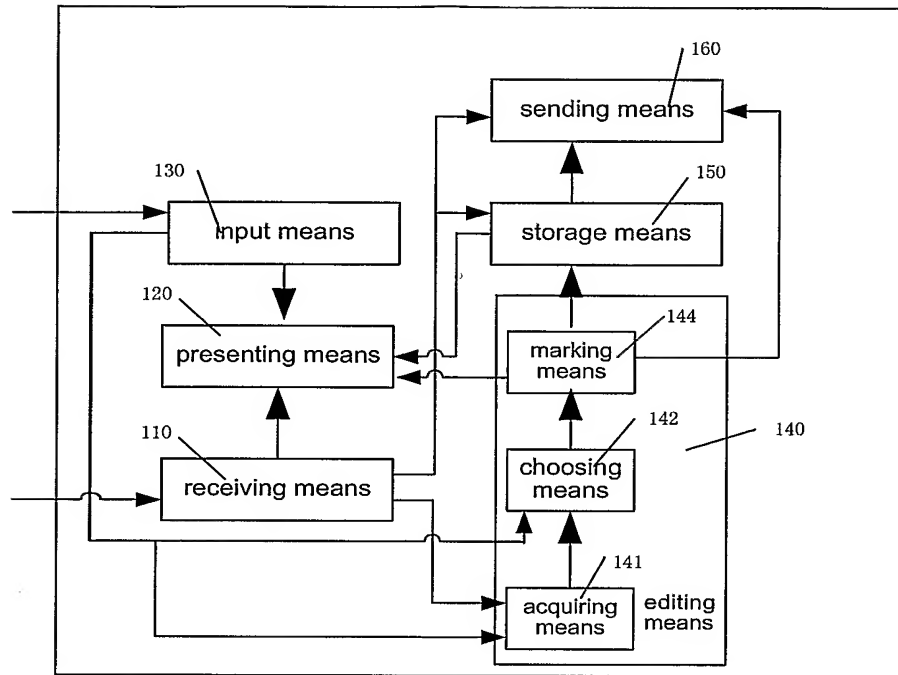 160
sending means
130
150
input means
storage means
120
144
presenting means
marking
means
142
140
110
choosing
means
receiving means
141
acquiring
means
editing
means